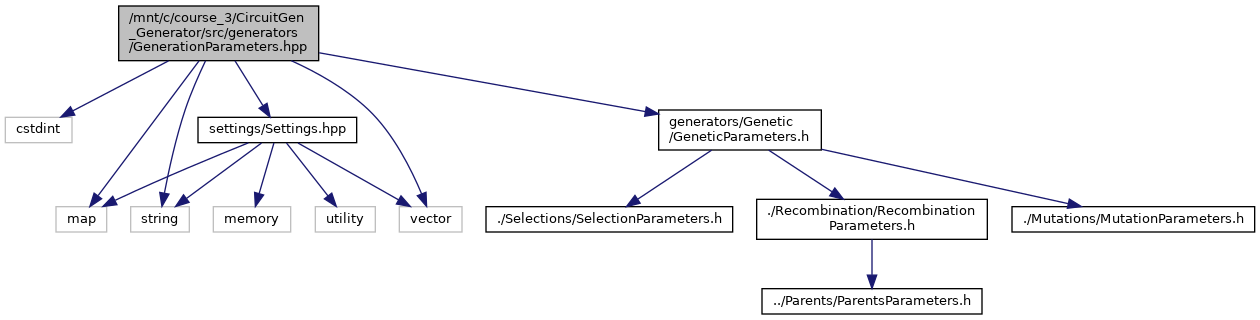 /mnt/c/course_3/CircuitGen
_Generator/src/generators
/GenerationParameters.hpp
cstdint
settings/Settings.hpp
generators/Genetic
/GeneticParameters.h
map
string
memory
utility
vector
./Selections/SelectionParameters.h
./Recombination/Recombination
Parameters.h
./Mutations/MutationParameters.h
../Parents/ParentsParameters.h